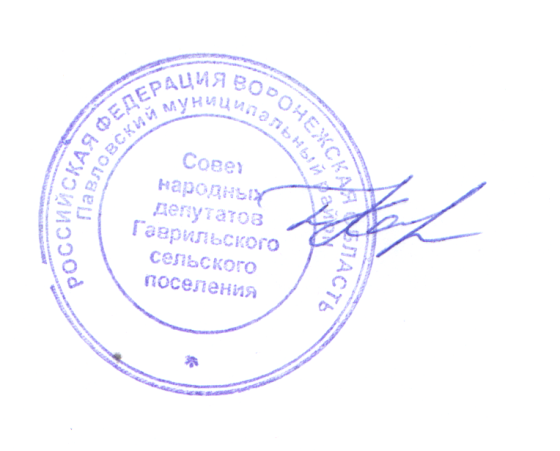 РОССИЙСКАЯ ФЕДЕРАЦИЯ ВОРОНЕЖСКАЯ ОБЛАСТЬ
Павловский муниципальный район
Совет
народных
депутатов
Гаврильского
сельского
поселения
*